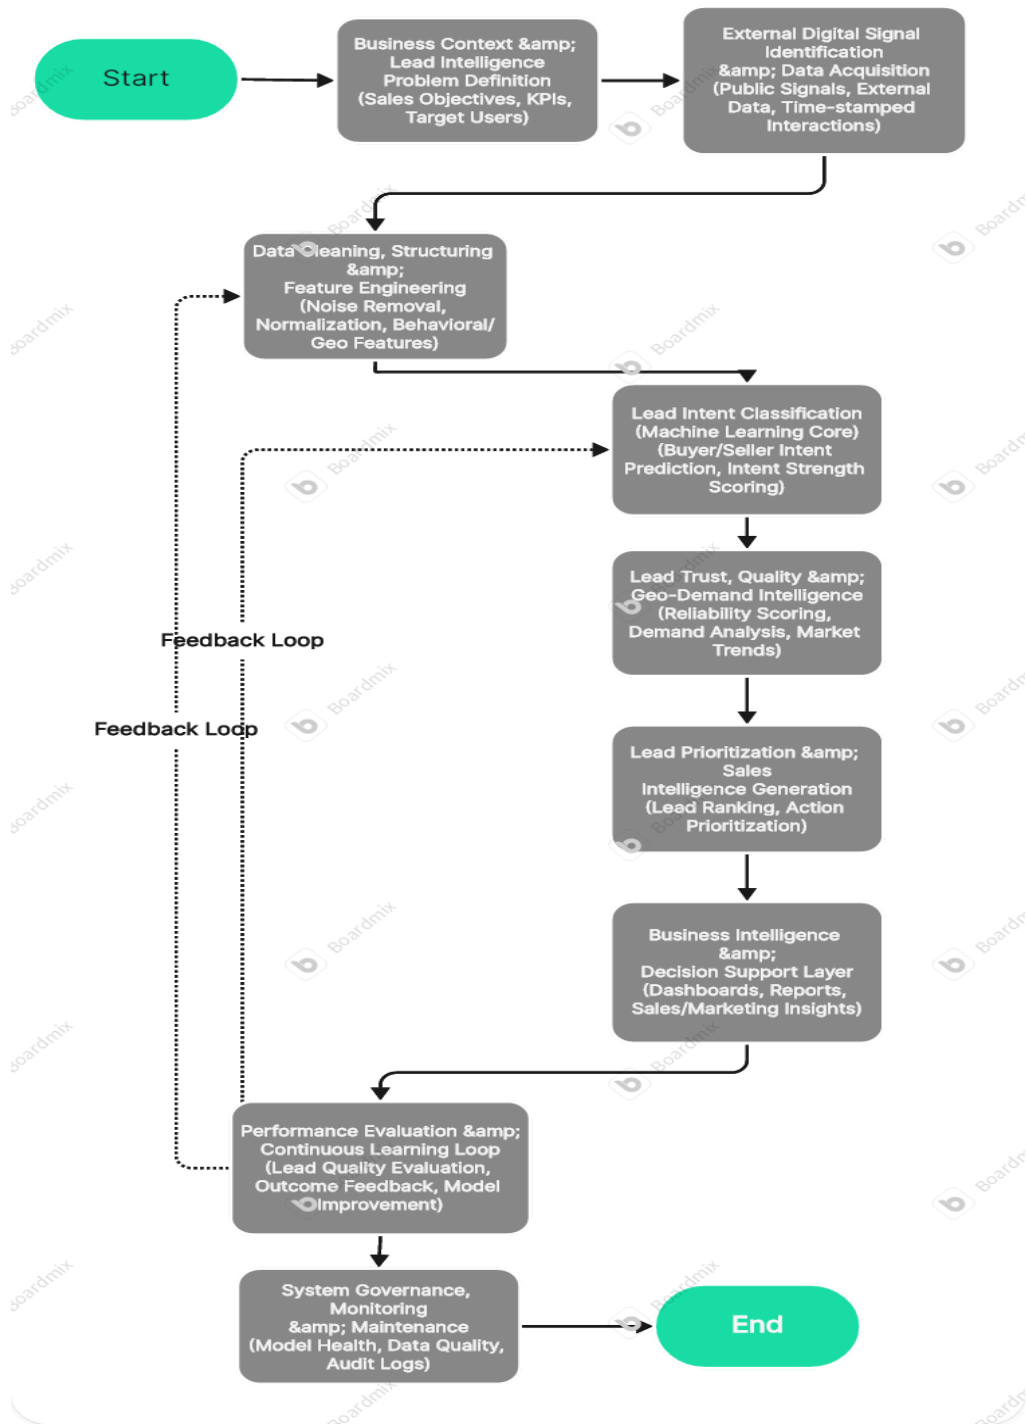 Start
Business Context &amp;
Lead Intelligence
Problem Definition
(Sales Objectives, KPIs,
Target Users)
External Digital Signal
Identification
&amp; Data Acquisition
(Public Signals, External
Data, Time-stamped
Interactions)
Data Cleaning, Structuring
&amp;
Feature Engineering
(Noise Removal,
Normalization, Behavioral/
Geo Features)
Lead Intent Classification
(Machine Learning Core)
(Buyer/Seller Intent
Prediction, Intent Strength
Scoring)
Lead Trust, Quality &amp;
Geo-Demand Intelligence
(Reliability Scoring,
Demand Analysis, Market
Trends)
Feedback Loop
Feedback Loop
Lead Prioritization &amp;
Sales
Intelligence Generation
(Lead Ranking, Action
Prioritization)
Business Intelligence
&amp;
Decision Support Layer
(Dashboards, Reports,
Sales/Marketing Insights)
Performance Evaluation &amp;
Continuous Learning Loop
(Lead Quality Evaluation,
Outcome Feedback, Model
Improvement)
System Governance,
Monitoring
&amp; Maintenance
(Model Health, Data Quality,
Audit Logs)
End
Boardmix